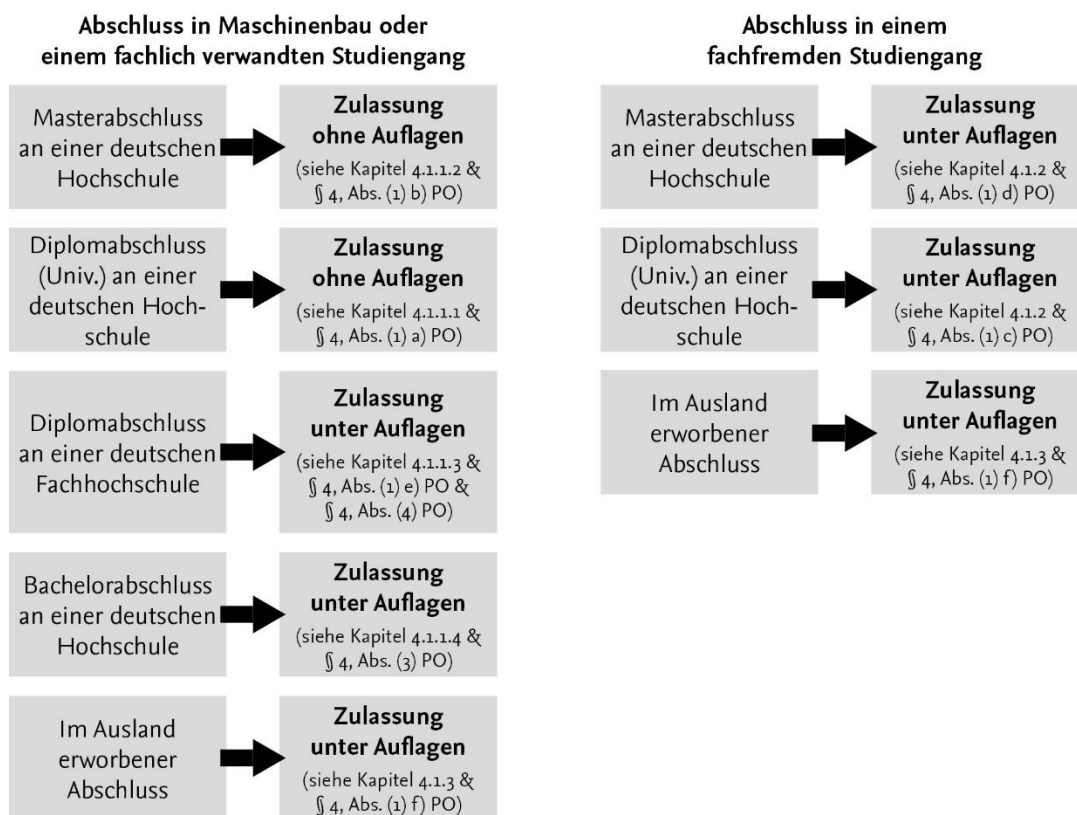 Abschluss in Maschinenbau oder
einem fachlich verwandten Studiengang
Masterabschluss
an einer deutschen
Hochschule
Zulassung
ohne Auflagen
(siehe Kapitel 4.1.1.2 &
§ 4, Abs. (1) b) PO)
Diplomabschluss
(Univ.) an einer
deutschen Hoch-
schule
Zulassung
ohne Auflagen
(siehe Kapitel 4.1.1.1 &
§ 4, Abs. (1) a) PO)
Diplomabschluss
an einer deutschen
Fachhochschule
Zulassung
unter Auflagen
(siehe Kapitel 4.1.1.3 &
§ 4, Abs. (1) e) PO &
§ 4, Abs. (4) PO)
Bachelorabschluss
an einer deutschen
Hochschule
Zulassung
unter Auflagen
(siehe Kapitel 4.1.1.4 &
§ 4, Abs. (3) PO)
Im Ausland
erworbener
Abschluss
Zulassung
unter Auflagen
(siehe Kapitel 4.1.3 &
§ 4, Abs. (1) f) PO)
Abschluss in einem
fachfremden Studiengang
Masterabschluss
an einer deutschen
Hochschule
Zulassung
unter Auflagen
(siehe Kapitel 4.1.2 &
§ 4, Abs. (1) d) PO)
Diplomabschluss
(Univ.) an einer
deutschen Hoch-
schule
Zulassung
unter Auflagen
(siehe Kapitel 4.1.2 &
§ 4, Abs. (1) c) PO)
Im Ausland
erworbener
Abschluss
Zulassung
unter Auflagen
(siehe Kapitel 4.1.3 &
§ 4, Abs. (1) f) PO)